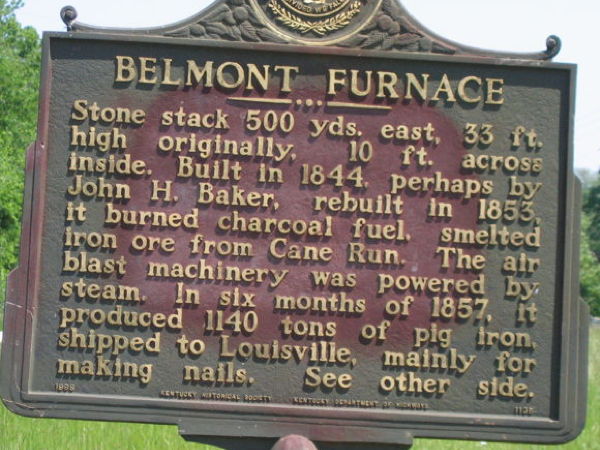 BELMONT FURNACE
Stone stack 500 yds. east, 33 ft.
high originally, 10 ft. across
inside. Built in 1844, perhaps by
John H. Baker, rebuilt in 1853,
it burned charcoal fuel, smelted
iron ore from Cane Run. The air
blast machinery was powered by
steam. In six months of 1857, it
produced 1140 tons of pig iron,
shipped to Louisville, mainly for
making nails. See other side.
KENTUCKY HISTORICAL SOCIETY KENTUCKY DEPARTMENT OF HIGHWAYS